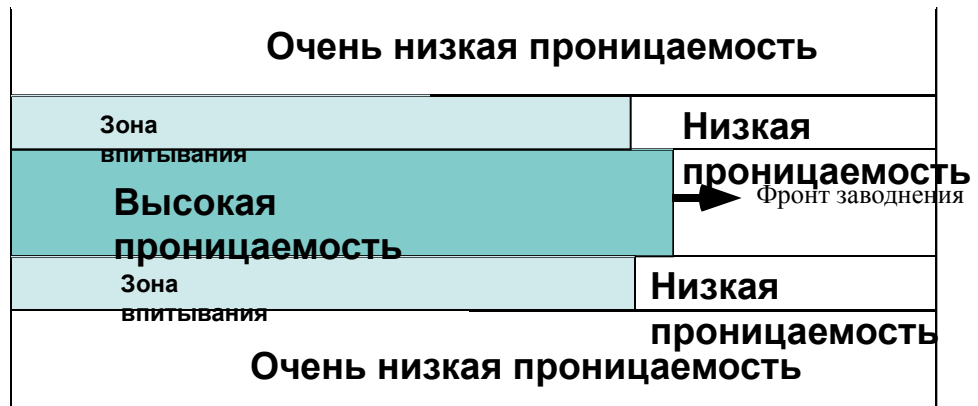 Очень низкая проницаемость
Зона
впитывания
Низкая
проницаемость
Высокая
проницаемость
Фронт заводнения
Зона
впитывания
Низкая
проницаемость
Очень низкая проницаемость